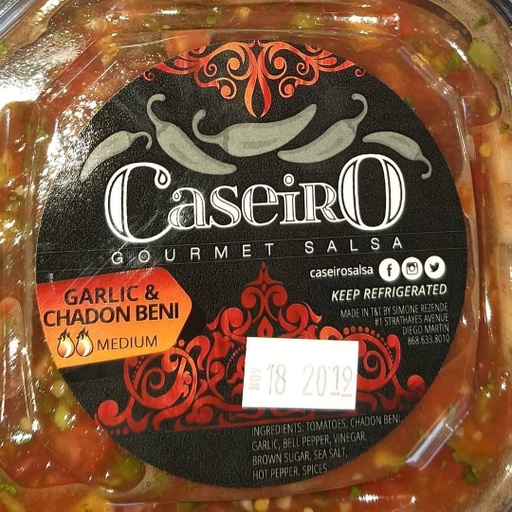 CaseirO
GOURMET SALSA
caseirosalsa
KEEP REFRIGERATED
GARLIC &
CHADON BENI
MEDIUM
MADE IN T&T BY SIMONE REZENDE
#1 STRATHAYES AVENUE
DIEGO MARTIN
868.633.8010
NOV 18 2019
INGREDIENTS: TOMATOES, CHADON BENI,
GARLIC, BELL PEPPER, VINEGAR,
BROWN SUGAR, SEA SALT,
HOT PEPPER, SPICES